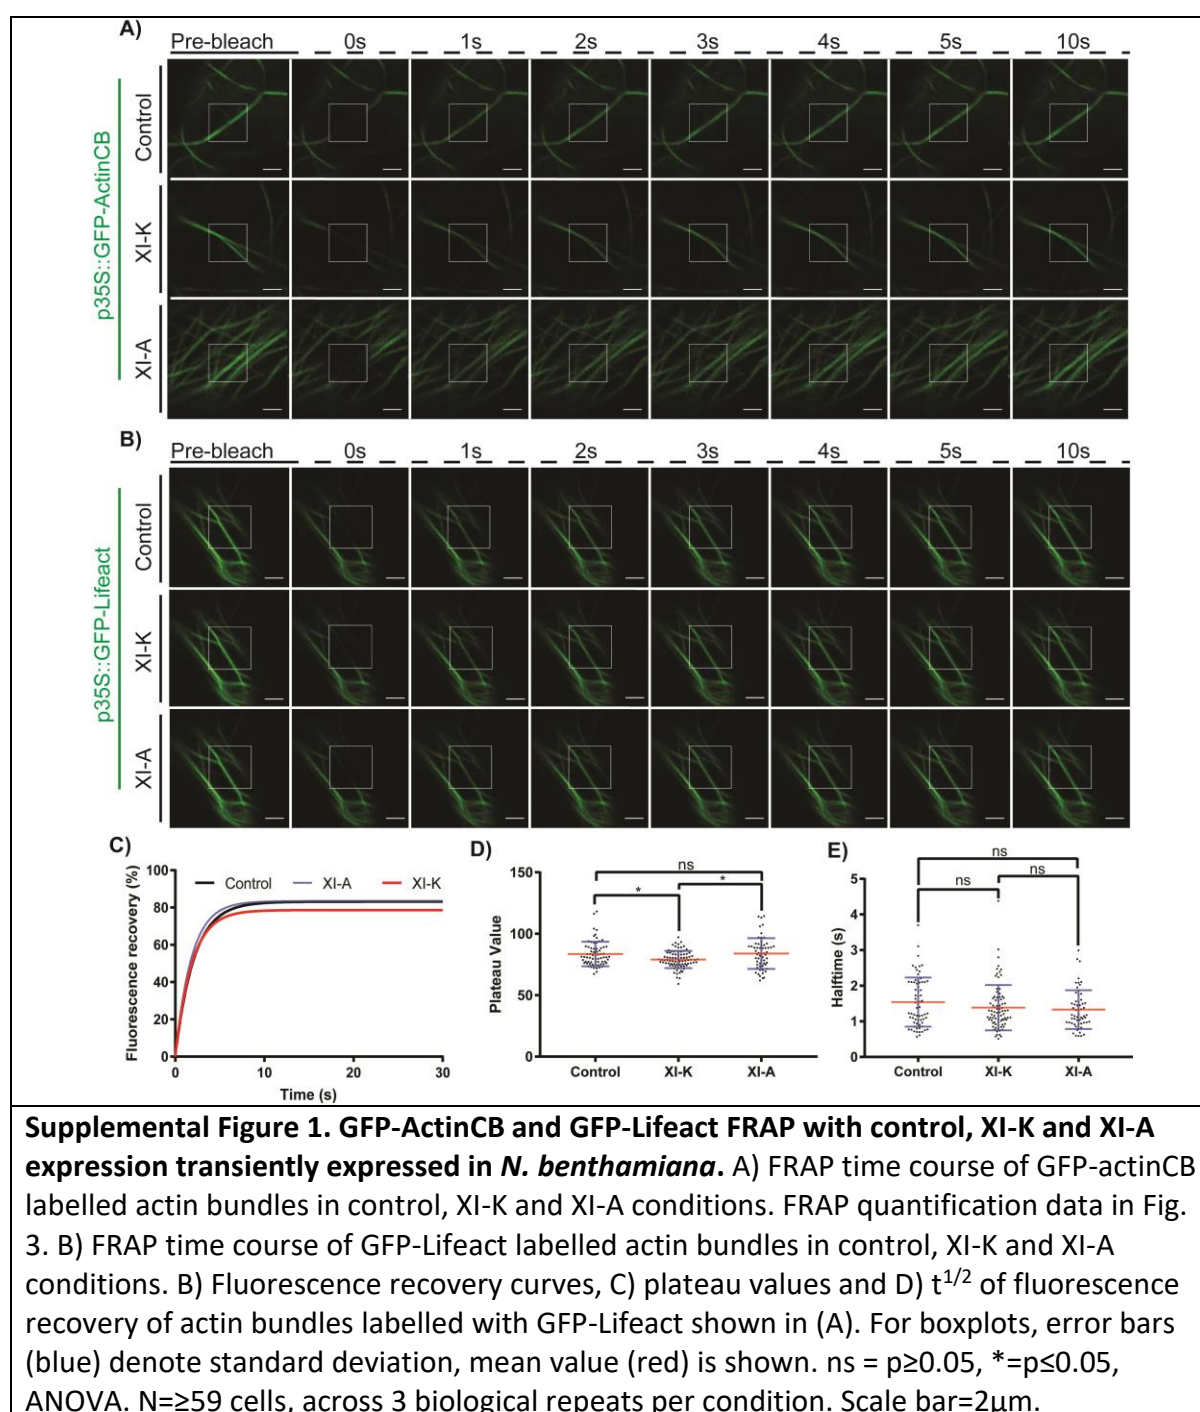 A)
Pre-bleach 0s 1s 2s 3s 4s 5s 10s
p35S::GFP-ActinCB
Control
XI-K
XI-A
B)
Pre-bleach 0s 1s 2s 3s 4s 5s 10s
p35S::GFP-Lifeact
Control
XI-K
XI-A
C)
Fluorescence recovery (%)
100
80
60
40
20
0
Control XI-A XI-K
0 10 20 30
Time (s)
D)
Plateau Value
150
100
50
0
ns
* *
Control XI-K XI-A
E)
Halftime (s)
5
4
3
2
1
0
ns
ns ns
Control XI-K XI-A
Supplemental Figure 1. GFP-ActinCB and GFP-Lifeact FRAP with control, XI-K and XI-A
expression transiently expressed in N. benthamiana. A) FRAP time course of GFP-actinCB
labelled actin bundles in control, XI-K and XI-A conditions. FRAP quantification data in Fig.
3. B) FRAP time course of GFP-Lifeact labelled actin bundles in control, XI-K and XI-A
conditions. B) Fluorescence recovery curves, C) plateau values and D) t1/2 of fluorescence
recovery of actin bundles labelled with GFP-Lifeact shown in (A). For boxplots, error bars
(blue) denote standard deviation, mean value (red) is shown. ns = p≥0.05, *=p≤0.05,
ANOVA. N=≥59 cells, across 3 biological repeats per condition. Scale bar=2µm.